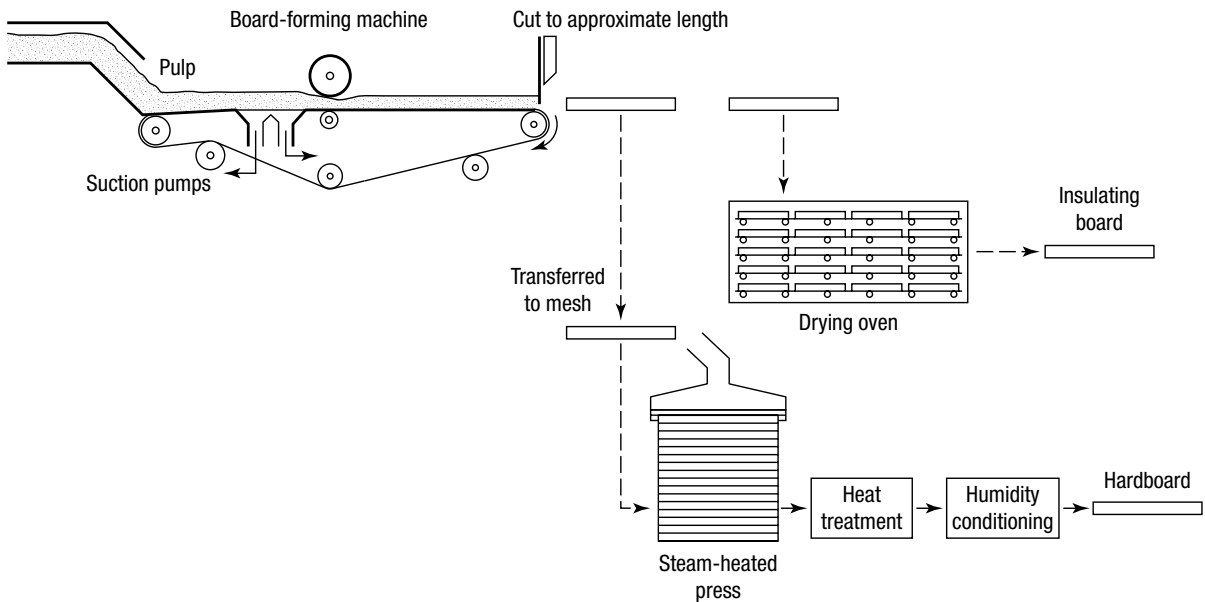 Board-forming machine
Cut to approximate length
Pulp
Suction pumps
Insulating
board
Transferred
to mesh
Drying oven
Heat
treatment
Humidity
conditioning
Hardboard
Steam-heated
press